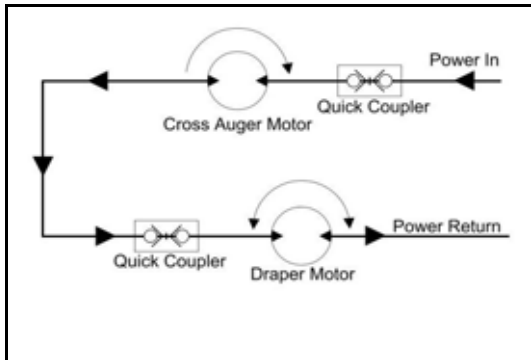 Power In
Quick Coupler
Cross Auger Motor
Power Return
Quick Coupler
Draper Motor